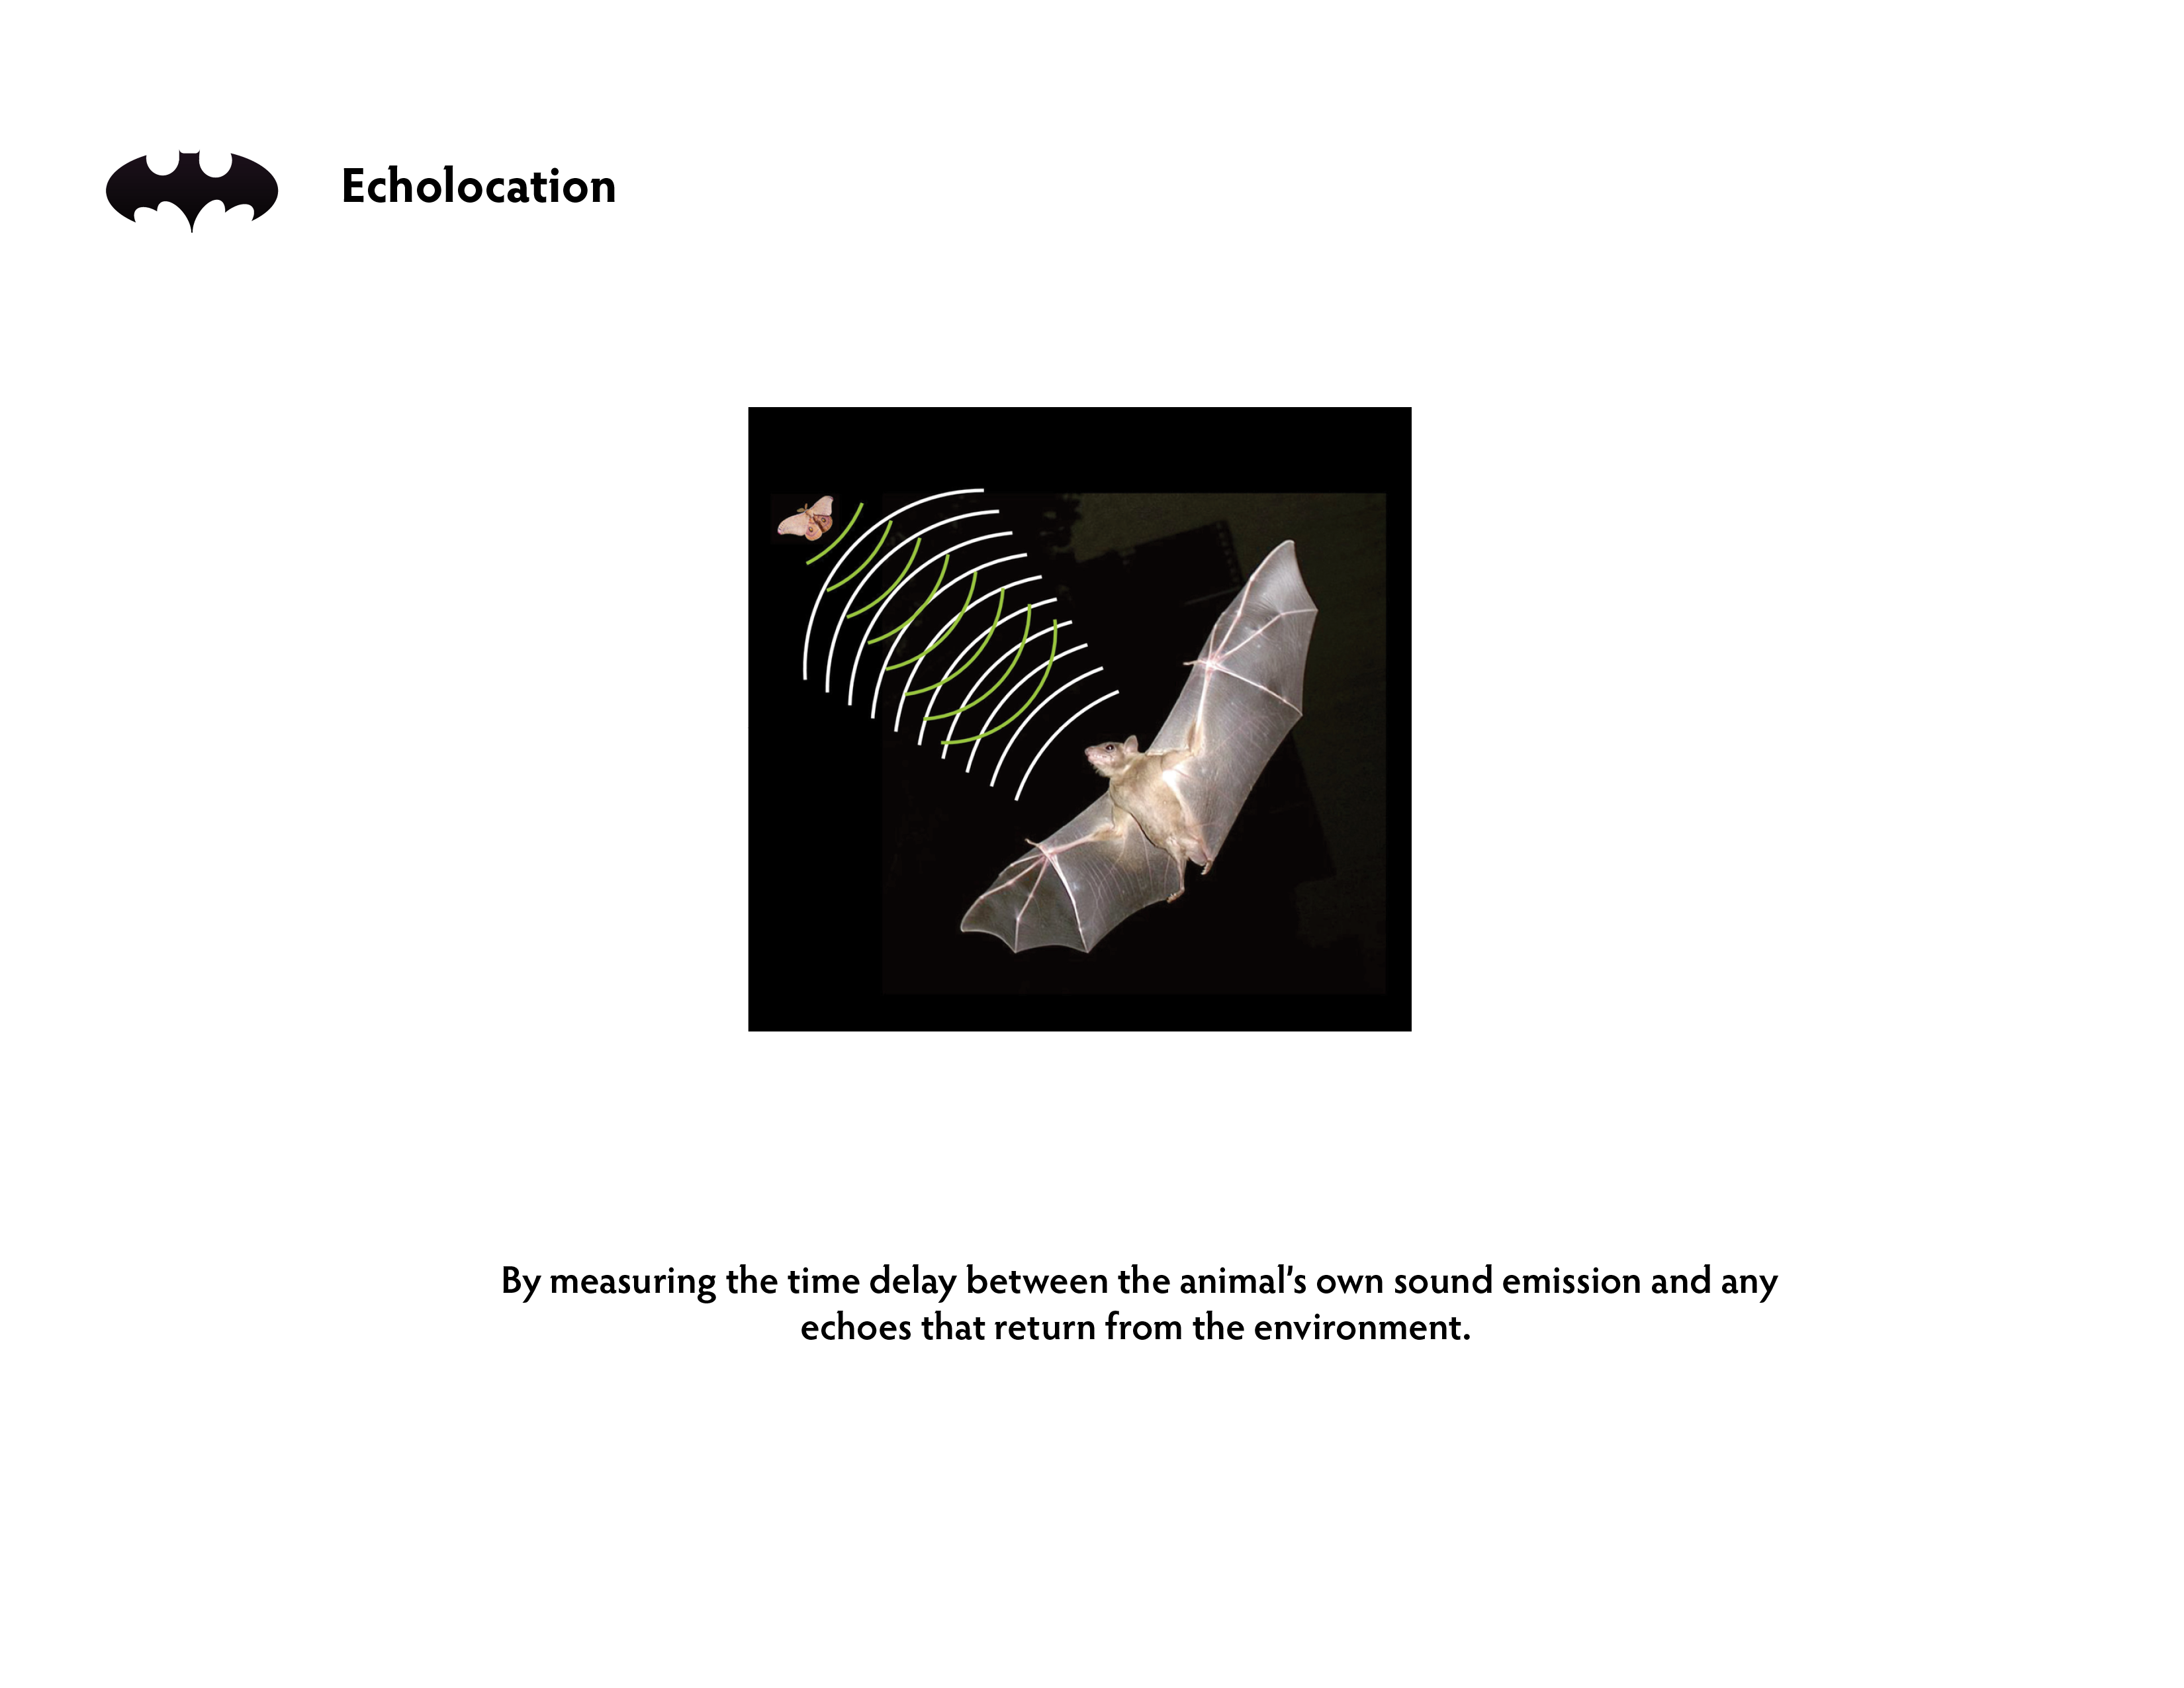 Echolocation
By measuring the time delay between the animal's own sound emission and any
echoes that return from the environment.